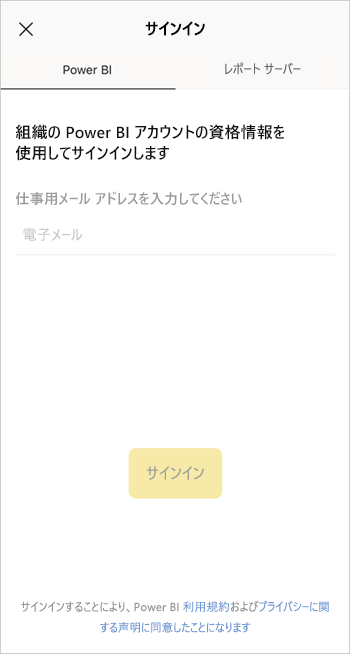 サインイン
Power BI
レポート サーバー
組織の Power BI アカウントの資格情報を
使用してサインインします
仕事用メール アドレスを入力してください
電子メール
サインイン
サインインすることにより、Power BI 利用規約およびプライバシーに関
する声明に同意したことになります